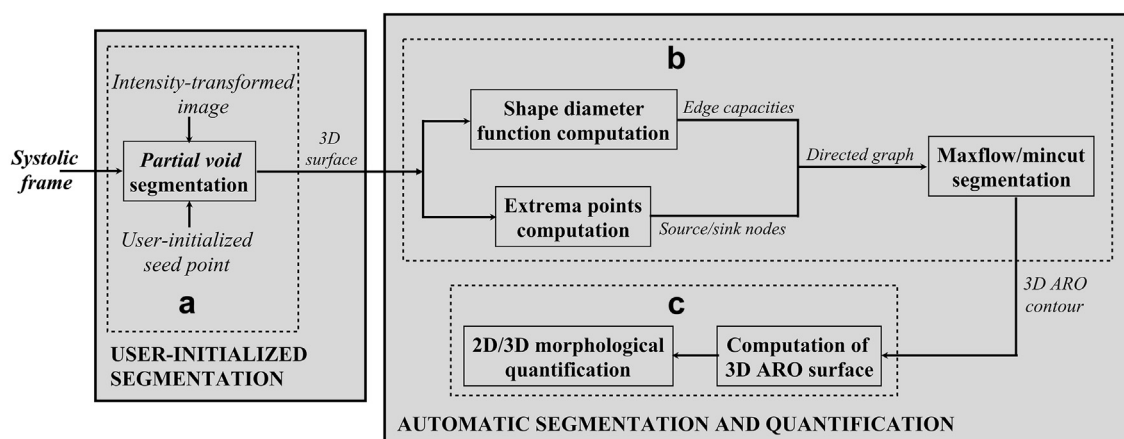 Systolic
frame
Intensity-transformed
image
Partial void
segmentation
User-initialized
seed point
a
USER-INITIALIZED
SEGMENTATION
3D
surface
b
Shape diameter
function computation
Edge capacities
Extrema points
computation
Source/sink nodes
Directed graph
Maxflow/mincut
segmentation
3D ARO
contour
c
2D/3D morphological
quantification
Computation of
3D ARO surface
AUTOMATIC SEGMENTATION AND QUANTIFICATION